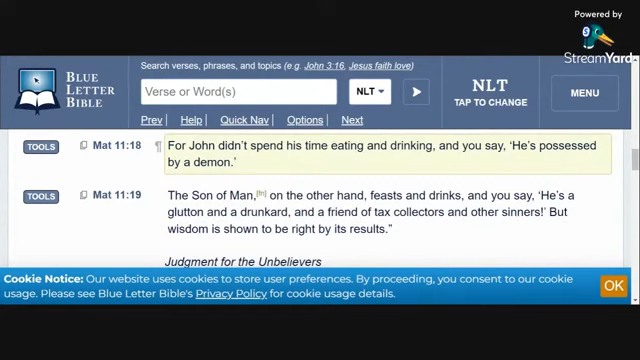 Powered by
StreamYard
BLUE
LETTER
BIBLE
Search verses, phrases, and topics (e.g. John 3:16, Jesus faith love)
Verse or Word(s)
NLT
NLT
TAP TO CHANGE
MENU
Prev | Help | Quick Nav | Options | Next
TOOLS Mat 11:18 ¶ For John didn't spend his time eating and drinking, and you say, 'He's possessed
by a demon.'
TOOLS Mat 11:19 The Son of Man,[fn] on the other hand, feasts and drinks, and you say, 'He's a
glutton and a drunkard, and a friend of tax collectors and other sinners!' But
wisdom is shown to be right by its results."
Judgment for the Unbelievers
Cookie Notice: Our website uses cookies to store user preferences. By proceeding, you consent to our cookie
usage. Please see Blue Letter Bible's Privacy Policy for cookie usage details.
OK